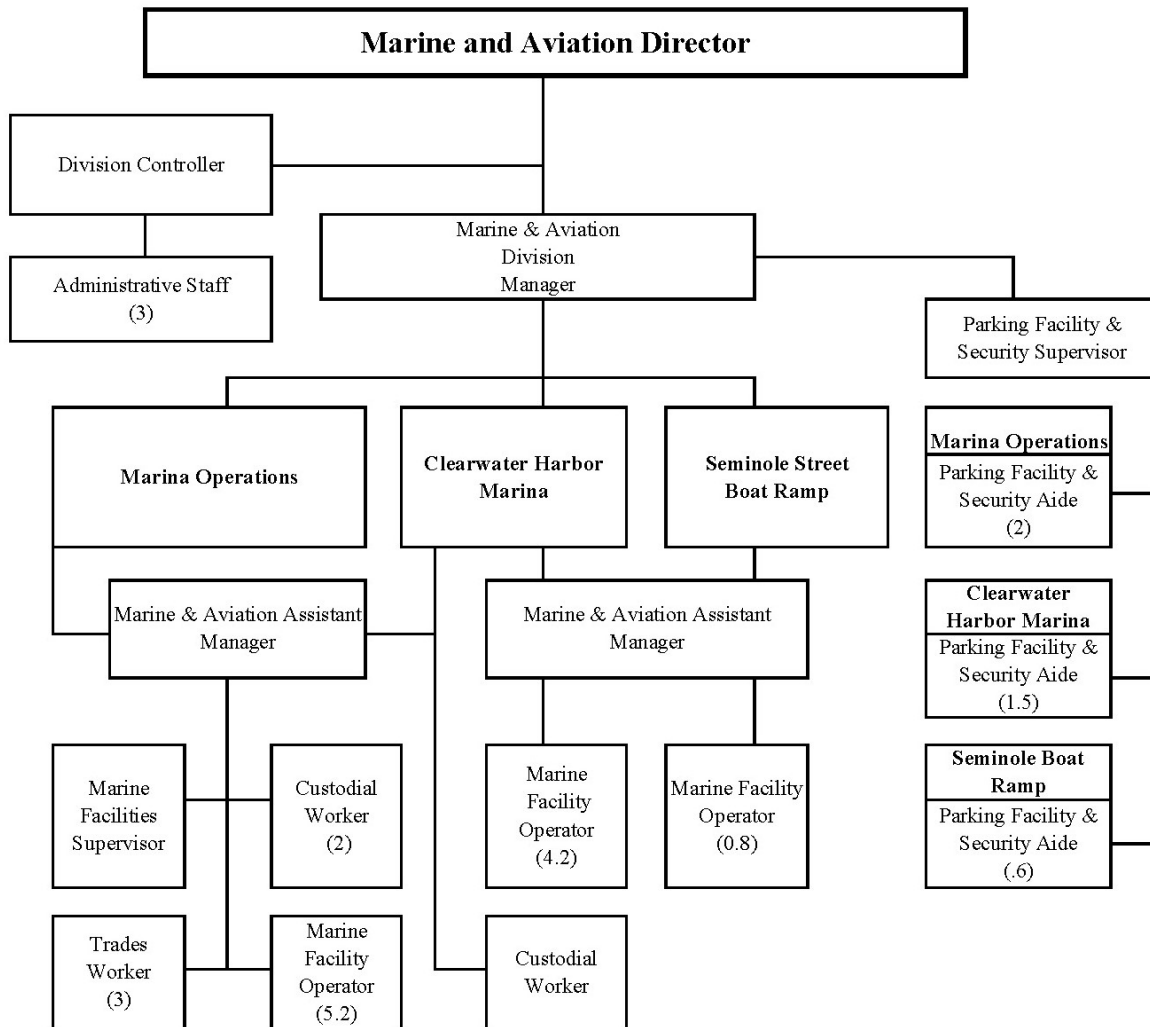 Marine and Aviation Director
Division Controller
Administrative Staff
(3)
Marine & Aviation
Division
Manager
Parking Facility &
Security Supervisor
Marina Operations
Clearwater Harbor
Marina
Seminole Street
Boat Ramp
Marina Operations
Parking Facility &
Security Aide
(2)
Marine & Aviation Assistant
Manager
Marine & Aviation Assistant
Manager
Clearwater
Harbor Marina
Parking Facility &
Security Aide
(1.5)
Marine
Facilities
Supervisor
Custodial
Worker
(2)
Marine
Facility
Operator
(4.2)
Marine Facility
Operator
(0.8)
Seminole Boat
Ramp
Parking Facility &
Security Aide
(.6)
Trades
Worker
(3)
Marine
Facility
Operator
(5.2)
Custodial
Worker